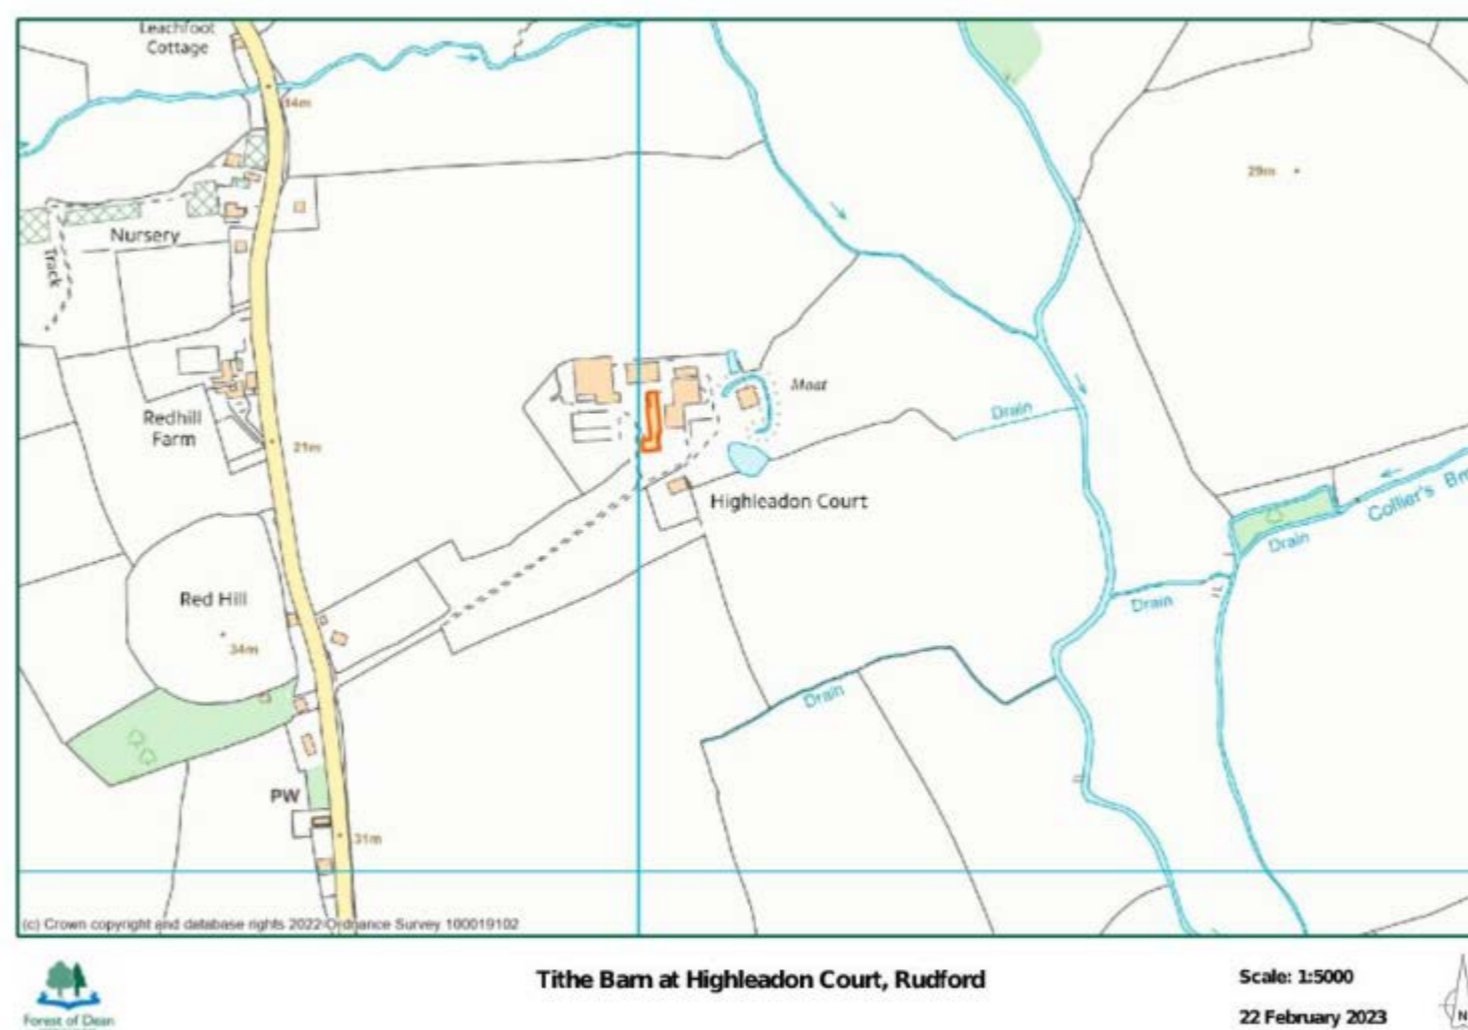 Leachfoot
Cottage
14m
29m
Nursery
Track
Moat
Redhill
Farm
Drain
21m
Highleadon Court
Collier's
Drain
Drain
Red Hill
34m
Drain
PW
31m
(c) Crown copyright and database rights 2022 Ordnance Survey 100019102
Tithe Barn at Highleadon Court, Rudford
Scale: 1:5000
22 February 2023
Forest of Dean
N